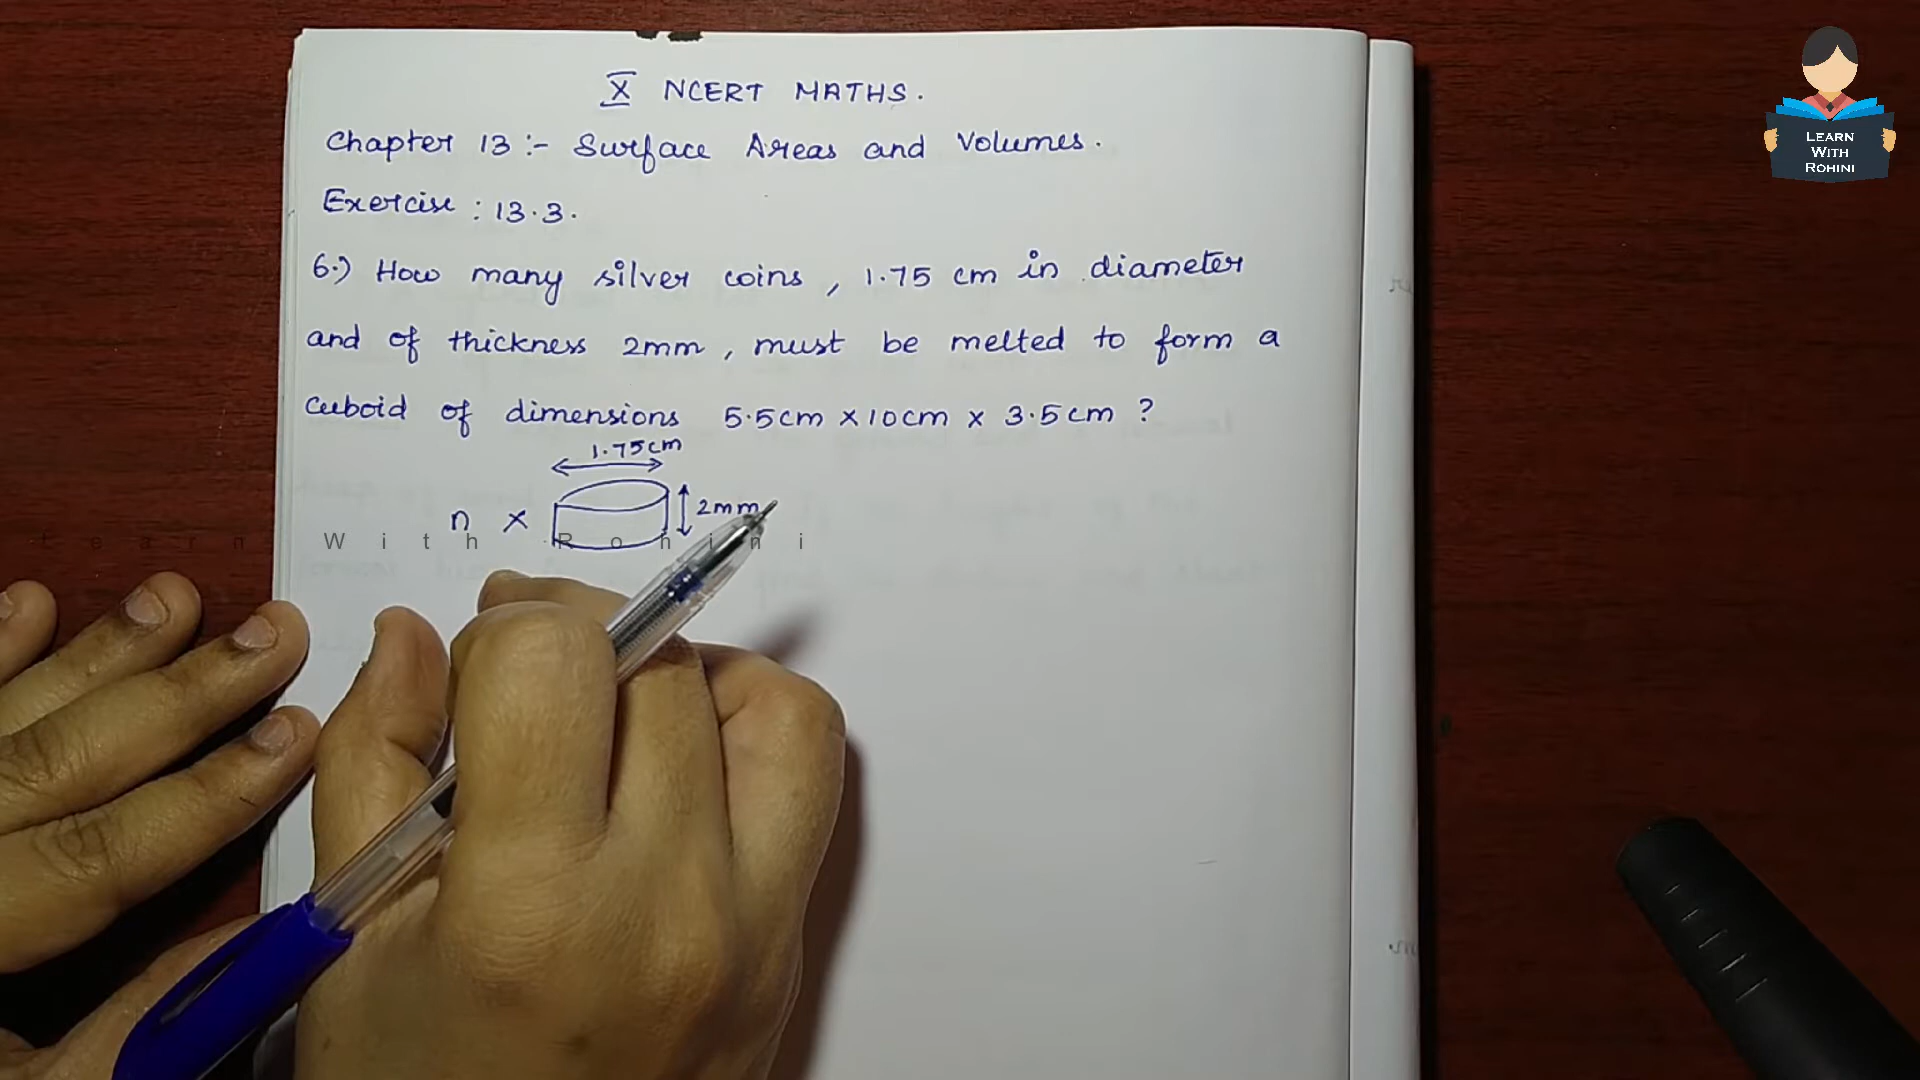 X NCERT MATHS.
Chapter 13 :- Surface Areas and Volumes.
Exercise : 13.3.
6.) How many silver coins, 1.75 cm in diameter
and of thickness 2mm, must be melted to form a
cuboid of dimensions 5.5cm × 10cm × 3.5cm ?
1.75cm
n × 2mm
Learn With Rohini
LEARN
WITH
ROHINI